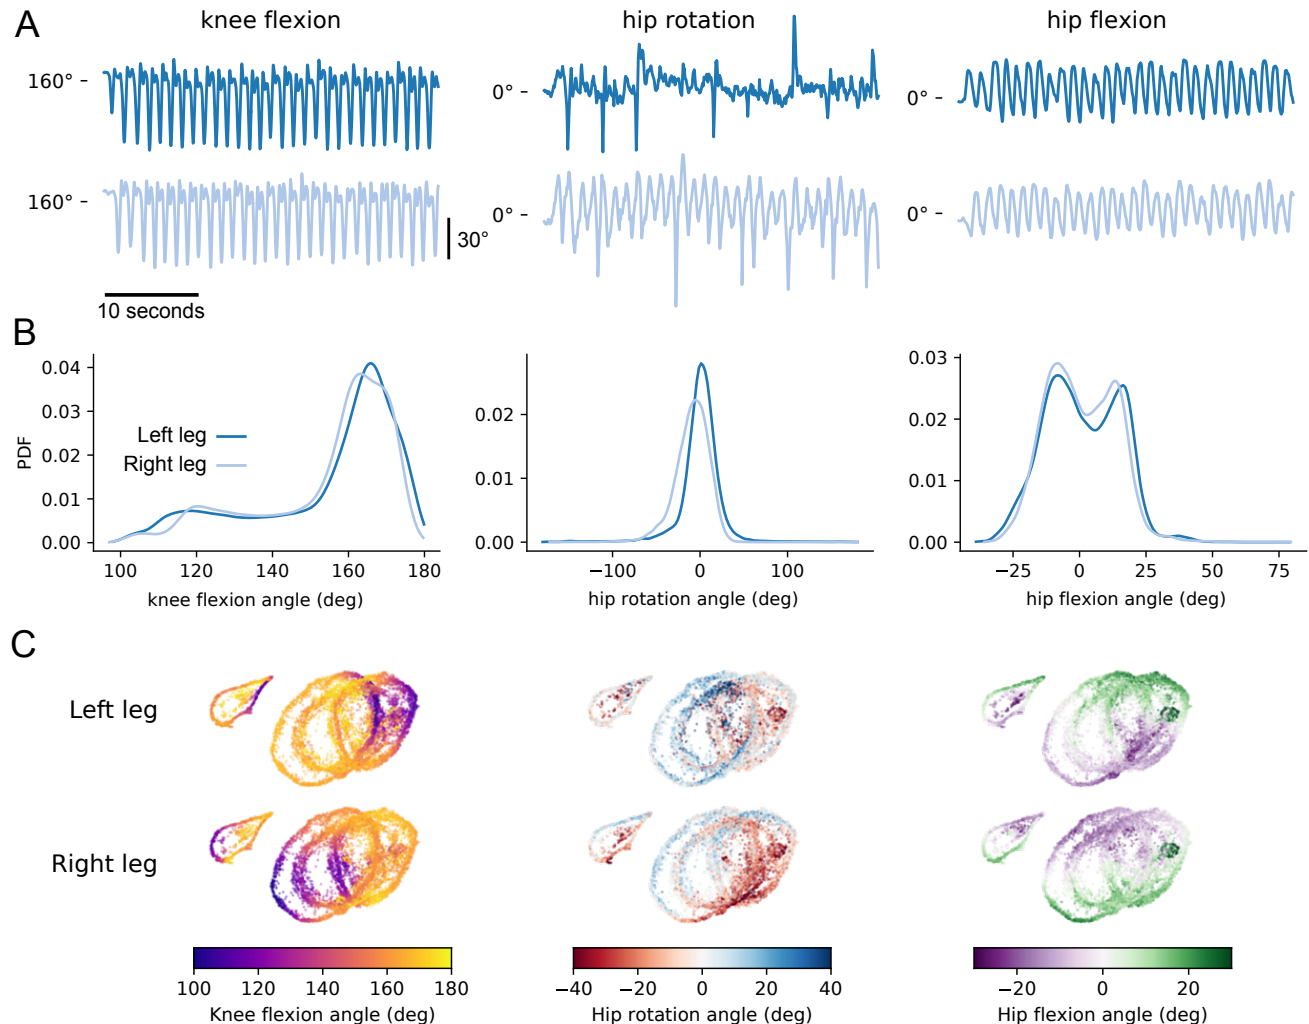 A
knee flexion
hip rotation
hip flexion
160°
0°
0°
160°
0°
0°
30°
10 seconds
B
0.04
0.03
0.02
0.01
0.00
PDF
Left leg
Right leg
100 120 140 160 180
knee flexion angle (deg)
0.02
0.01
0.00
−100 0 100
hip rotation angle (deg)
0.03
0.02
0.01
0.00
−25 0 25 50 75
hip flexion angle (deg)
C
Left leg
Right leg
100 120 140 160 180
Knee flexion angle (deg)
−40 −20 0 20 40
Hip rotation angle (deg)
−20 0 20
Hip flexion angle (deg)